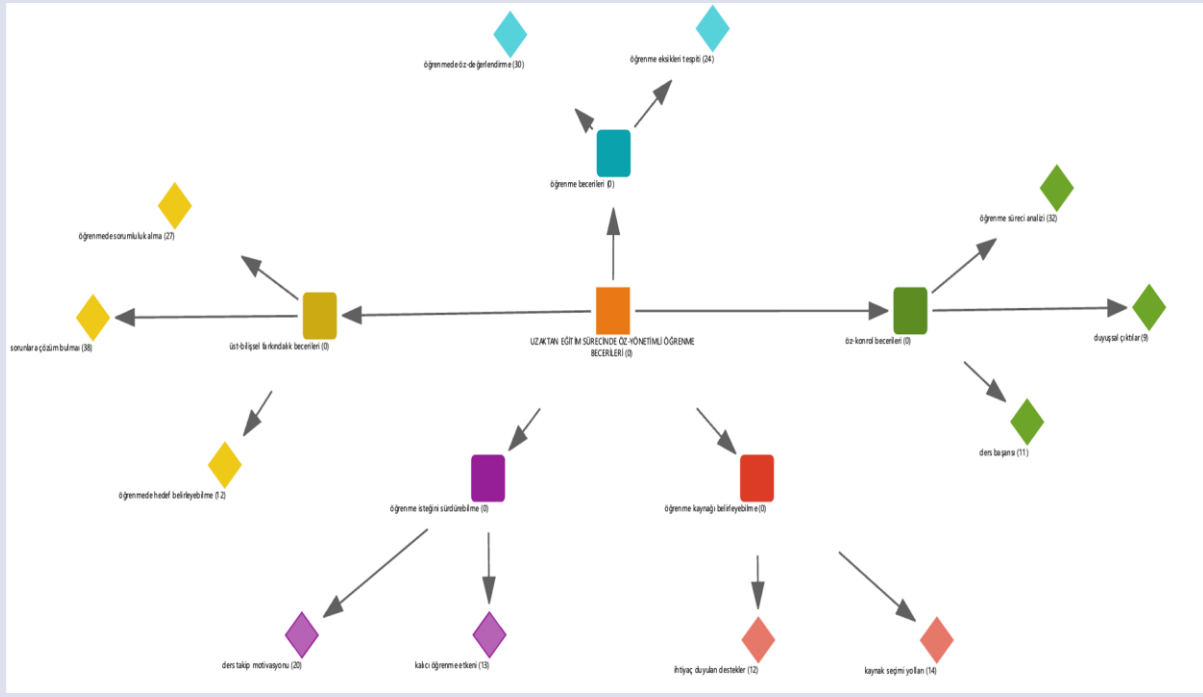 öğrenmede öz-değerlendirme (30)
öğrenme eksikleri tespiti (24)
öğrenme becerileri (0)
öğrenmede sorumluluk alma (27)
öğrenme süreci analizi (32)
sorunlara çözüm bulmaı (38)
üst-bilişsel farkındalık becerileri (0)
UZAKTAN EĞİTİM SÜRECİNDE ÖZ-YÖNETİMLİ ÖĞRENME
BECERİLERİ (0)
öz-konrol becerileri (0)
duyuşsal çıktılar (9)
ders başarısı (11)
öğrenmede hedef belirleyebilme (12)
öğrenme isteğini sürdürebilme (0)
öğrenme kaynağı belirleyebilme (0)
ders takip motivasyonu (20)
kalıcı öğrenme etkeni (13)
ihtiyaç duyulan destekler (12)
kaynak seçimi yolları (14)